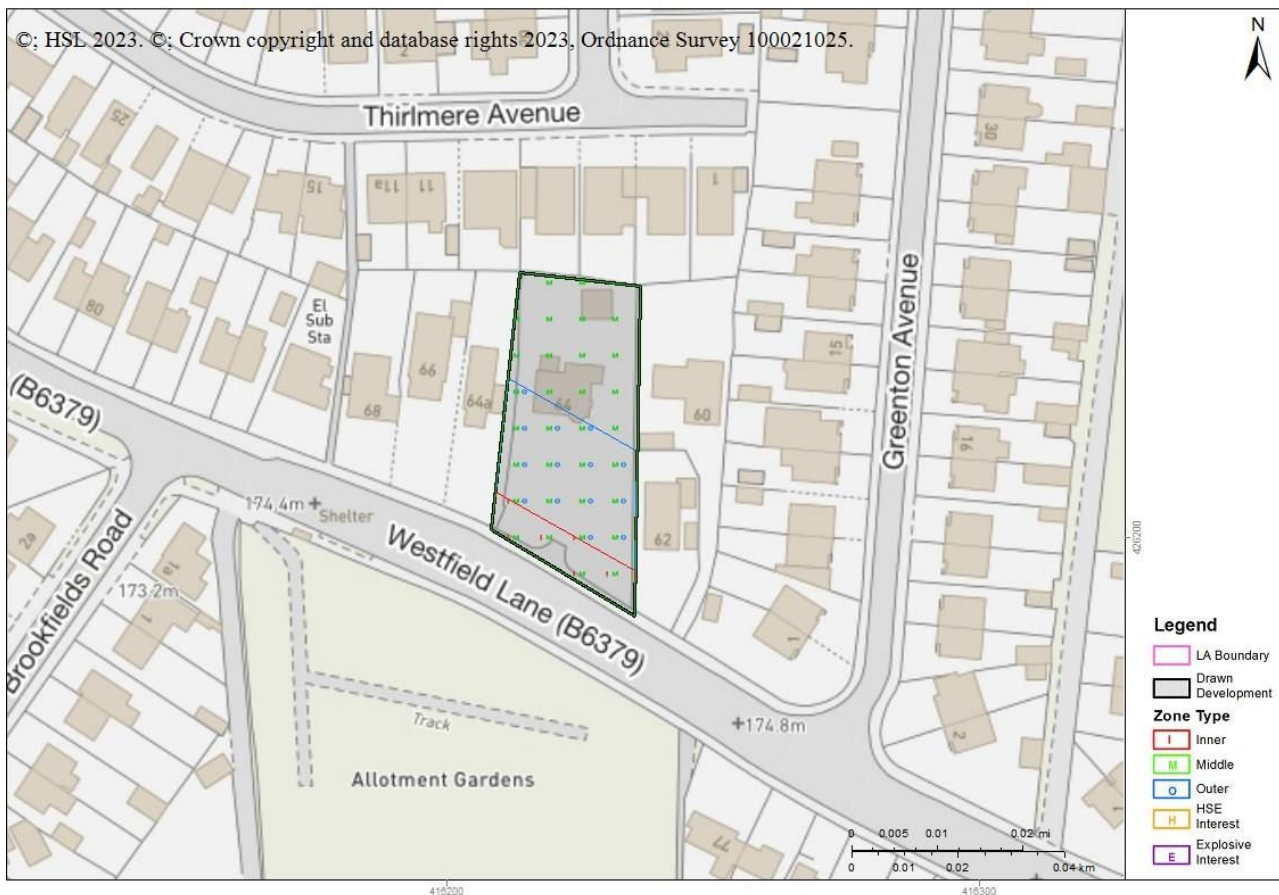 ©; HSL 2023. ©; Crown copyright and database rights 2023, Ordnance Survey 100021025.
N
Thirlmere Avenue
25
15
11a
11
1
30
80
El
Sub
Sta
66
64a
64
68
60
62
15
16
Greenton Avenue
(B6379)
174.4m
Shelter
Westfield Lane (B6379)
Brookfields Road
2a
1a
173.2m
1
1
2
174.8m
Track
Allotment Gardens
77
1
426200
416200
416300
0 0.005 0.01 0.02 mi
0 0.01 0.02 0.04 km
Legend
LA Boundary
Drawn
Development
Zone Type
I Inner
M Middle
O Outer
H HSE
Interest
E Explosive
Interest